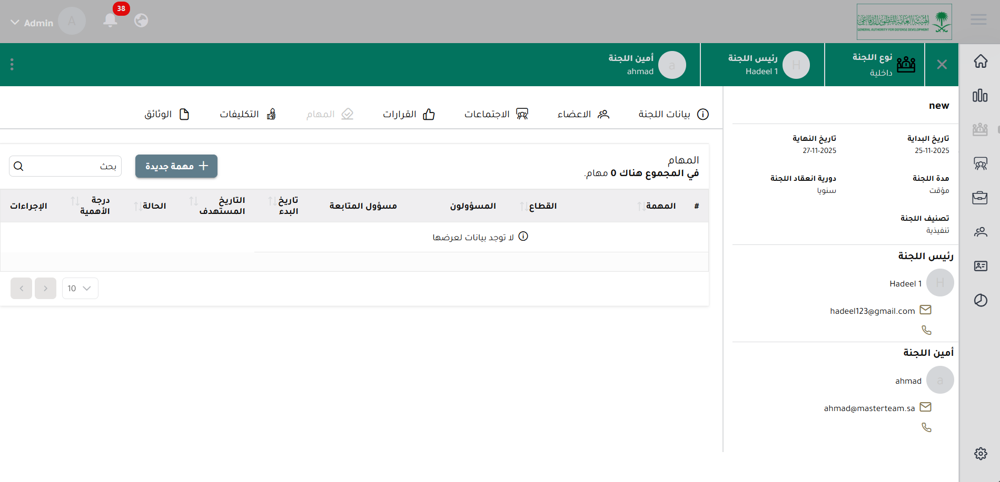 الهيئة العامة للتطوير الدفاعي
GENERAL AUTHORITY FOR DEFENSE DEVELOPMENT
38
A
Admin
نوع اللجنة
داخلية
H
رئيس اللجنة
Hadeel 1
a
أمين اللجنة
ahmad
new
تاريخ البداية
25-11-2025
تاريخ النهاية
27-11-2025
مدة اللجنة
مؤقت
دورية انعقاد اللجنة
سنويا
تصنيف اللجنة
تنفيذية
رئيس اللجنة
H
Hadeel 1
hadeel123@gmail.com
أمين اللجنة
a
ahmad
ahmad@masterteam.sa
بيانات اللجنة
الاعضاء
الاجتماعات
القرارات
المهام
التكليفات
الوثائق
المهام
في المجموع هناك 0 مهام.
مهمة جديدة
بحث
#
المهمة
القطاع
المسؤولون
مسؤول المتابعة
تاريخ البدء
التاريخ المستهدف
الحالة
درجة الأهمية
الإجراءات
لا توجد بيانات لعرضها
10